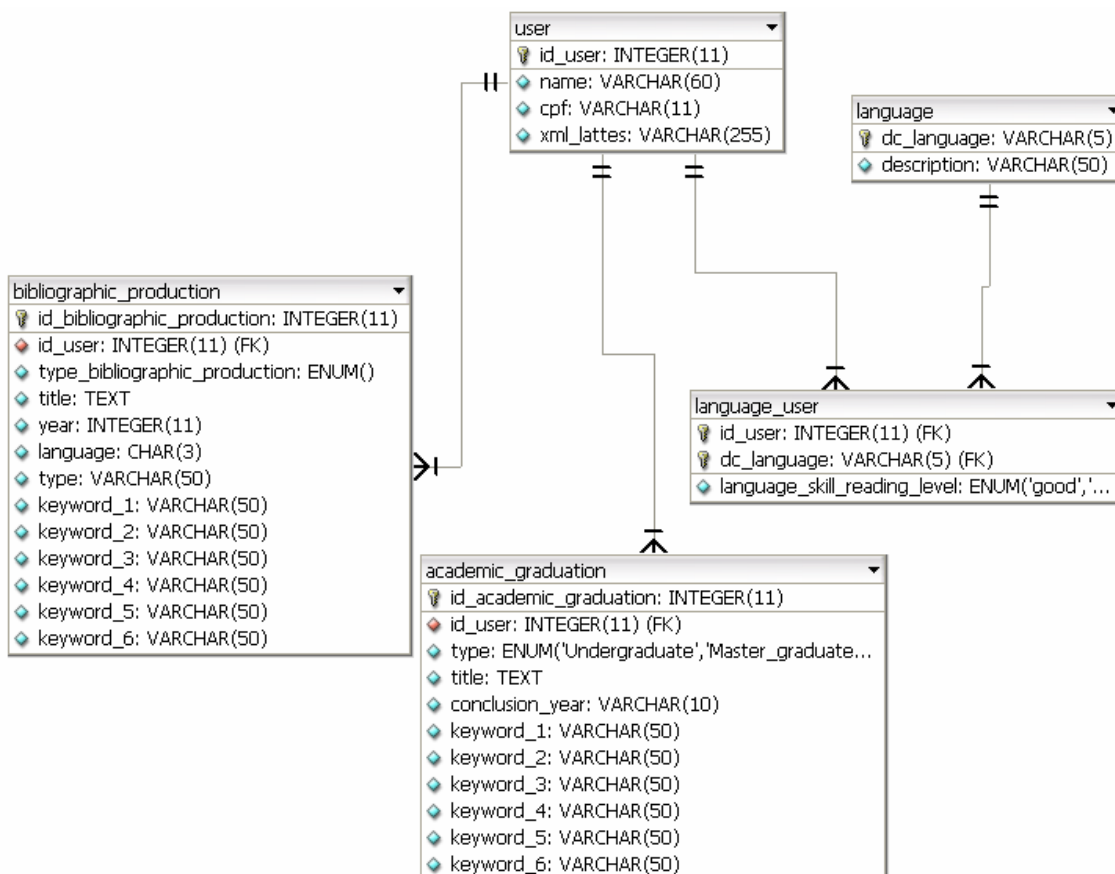 user
id_user: INTEGER(11)
name: VARCHAR(60)
cpf: VARCHAR(11)
xml_lattes: VARCHAR(255)
language
dc_language: VARCHAR(5)
description: VARCHAR(50)
bibliographic_production
id_bibliographic_production: INTEGER(11)
id_user: INTEGER(11) (FK)
type_bibliographic_production: ENUM()
title: TEXT
year: INTEGER(11)
language: CHAR(3)
type: VARCHAR(50)
keyword_1: VARCHAR(50)
keyword_2: VARCHAR(50)
keyword_3: VARCHAR(50)
keyword_4: VARCHAR(50)
keyword_5: VARCHAR(50)
keyword_6: VARCHAR(50)
language_user
id_user: INTEGER(11) (FK)
dc_language: VARCHAR(5) (FK)
language_skill_reading_level: ENUM('good','...
academic_graduation
id_academic_graduation: INTEGER(11)
id_user: INTEGER(11) (FK)
type: ENUM('Undergraduate','Master_graduate...
title: TEXT
conclusion_year: VARCHAR(10)
keyword_1: VARCHAR(50)
keyword_2: VARCHAR(50)
keyword_3: VARCHAR(50)
keyword_4: VARCHAR(50)
keyword_5: VARCHAR(50)
keyword_6: VARCHAR(50)